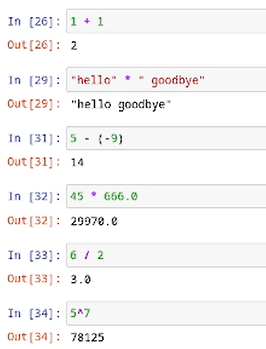 In [26]: 1 + 1
Out[26]: 2
In [29]: "hello" * " goodbye"
Out[29]: "hello goodbye"
In [31]: 5 - (-9)
Out[31]: 14
In [32]: 45 * 666.0
Out[32]: 29970.0
In [33]: 6 / 2
Out[33]: 3.0
In [34]: 5^7
Out[34]: 78125